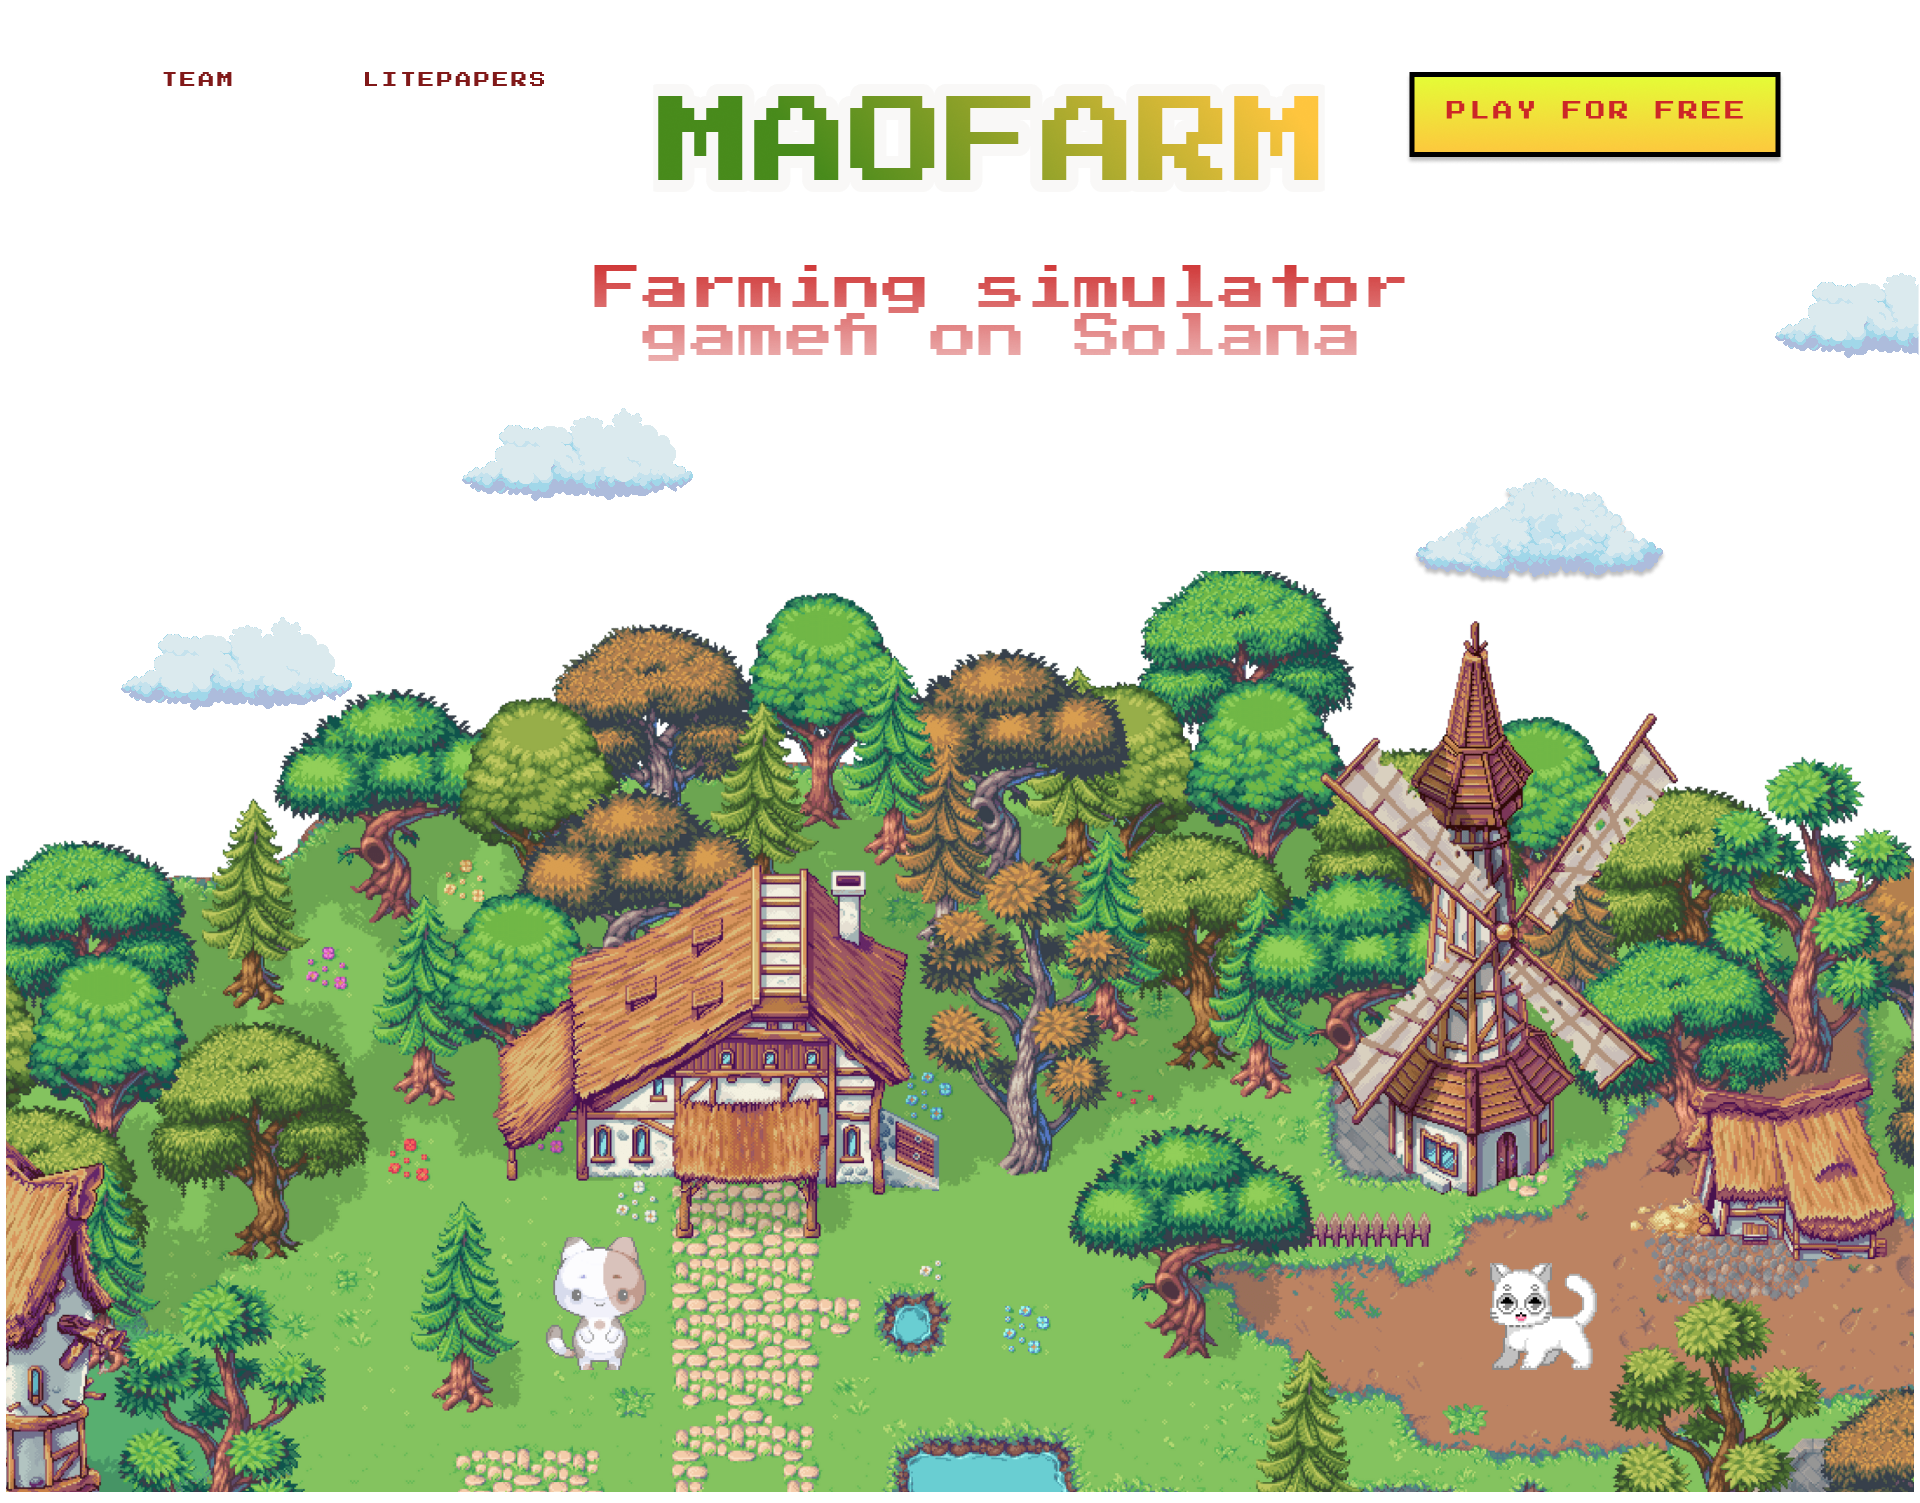 TEAM
LITEPAPERS
MAOFARM
PLAY FOR FREE
Farming simulator
gamefi on Solana